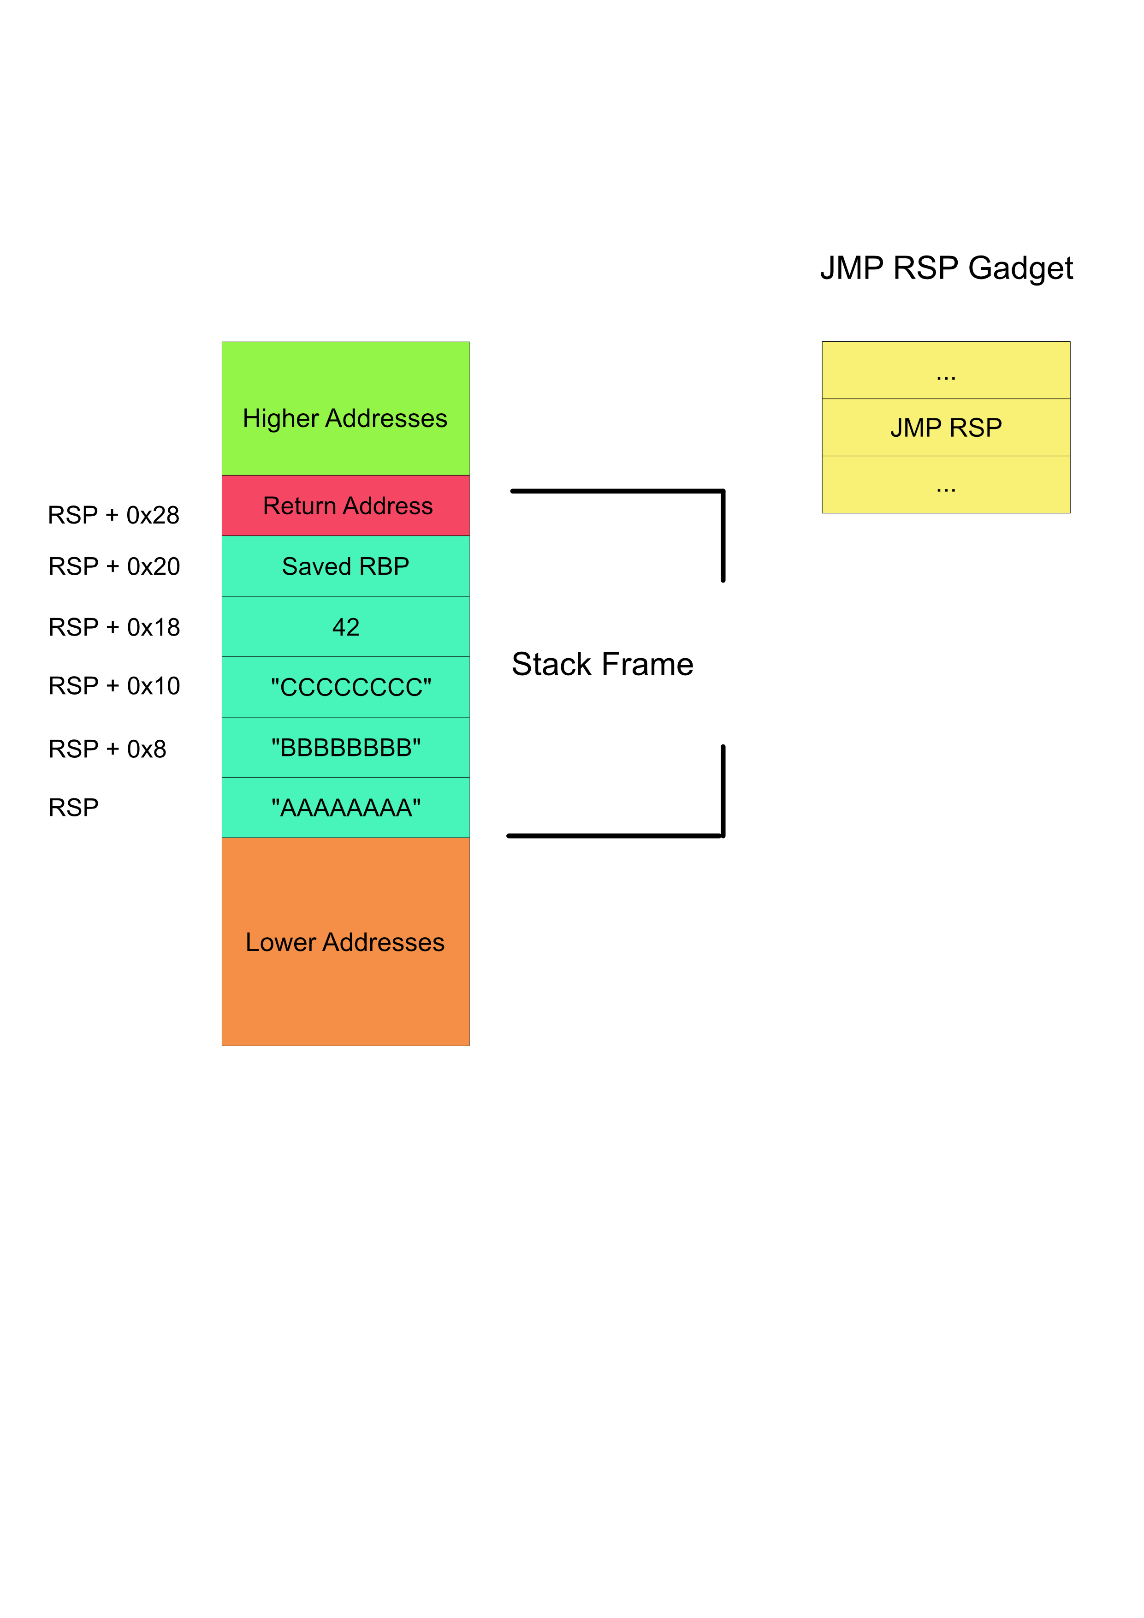 JMP RSP Gadget
...
JMP RSP
...
Higher Addresses
RSP + 0x28
Return Address
RSP + 0x20
Saved RBP
RSP + 0x18
42
RSP + 0x10
"CCCCCCCC"
RSP + 0x8
"BBBBBBBB"
RSP
"AAAAAAAA"
Stack Frame
Lower Addresses